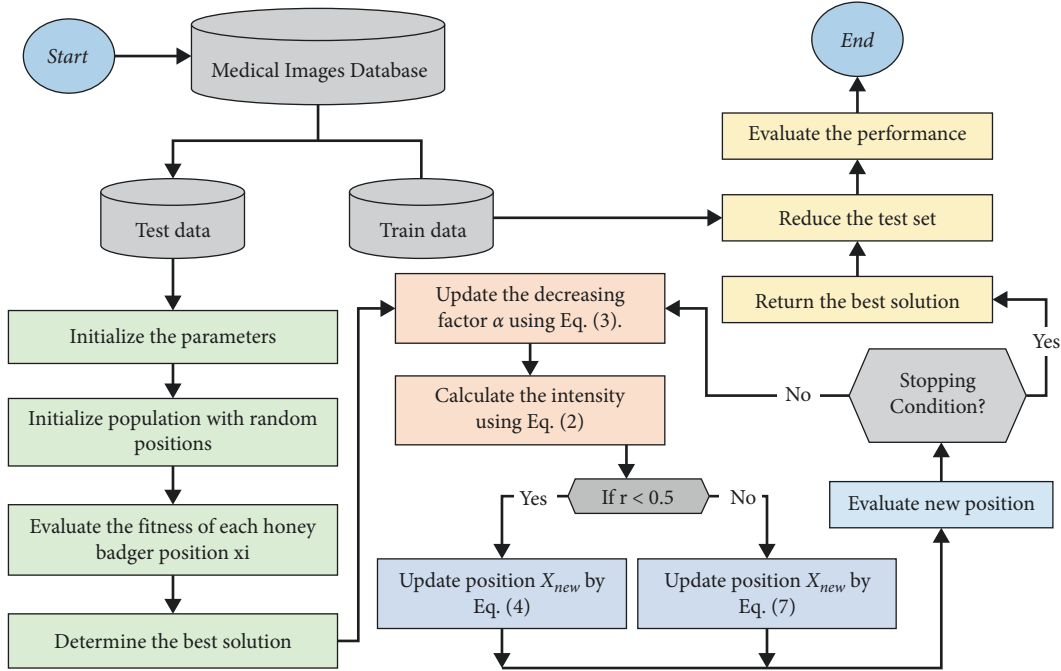 Start
Medical Images Database
End
Evaluate the performance
Test data
Train data
Reduce the test set
Return the best solution
Yes
Initialize the parameters
Update the decreasing
factor α using Eq. (3).
Initialize population with random
positions
Calculate the intensity
using Eq. (2)
No
Stopping
Condition?
Evaluate the fitness of each honey
badger position xi
Yes
If r < 0.5
No
Evaluate new position
Update position Xnew by
Eq. (4)
Update position Xnew by
Eq. (7)
Determine the best solution